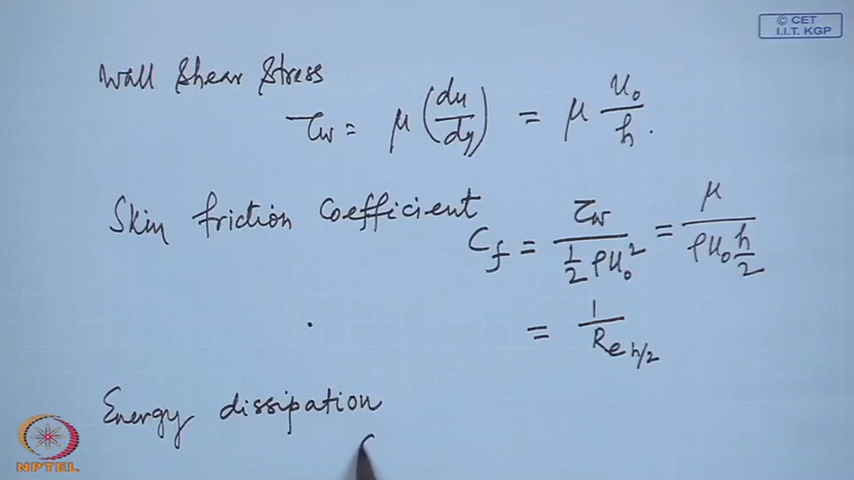 © CET
I.I.T. KGP
Wall Shear Stress
τw = μ (du/dy) = μ u₀/h.
Skin friction Coefficient
Cf = τw / (½ ρu₀²) = μ / (ρu₀ h/2)
= 1/Re h/2
Energy dissipation
NPTEL